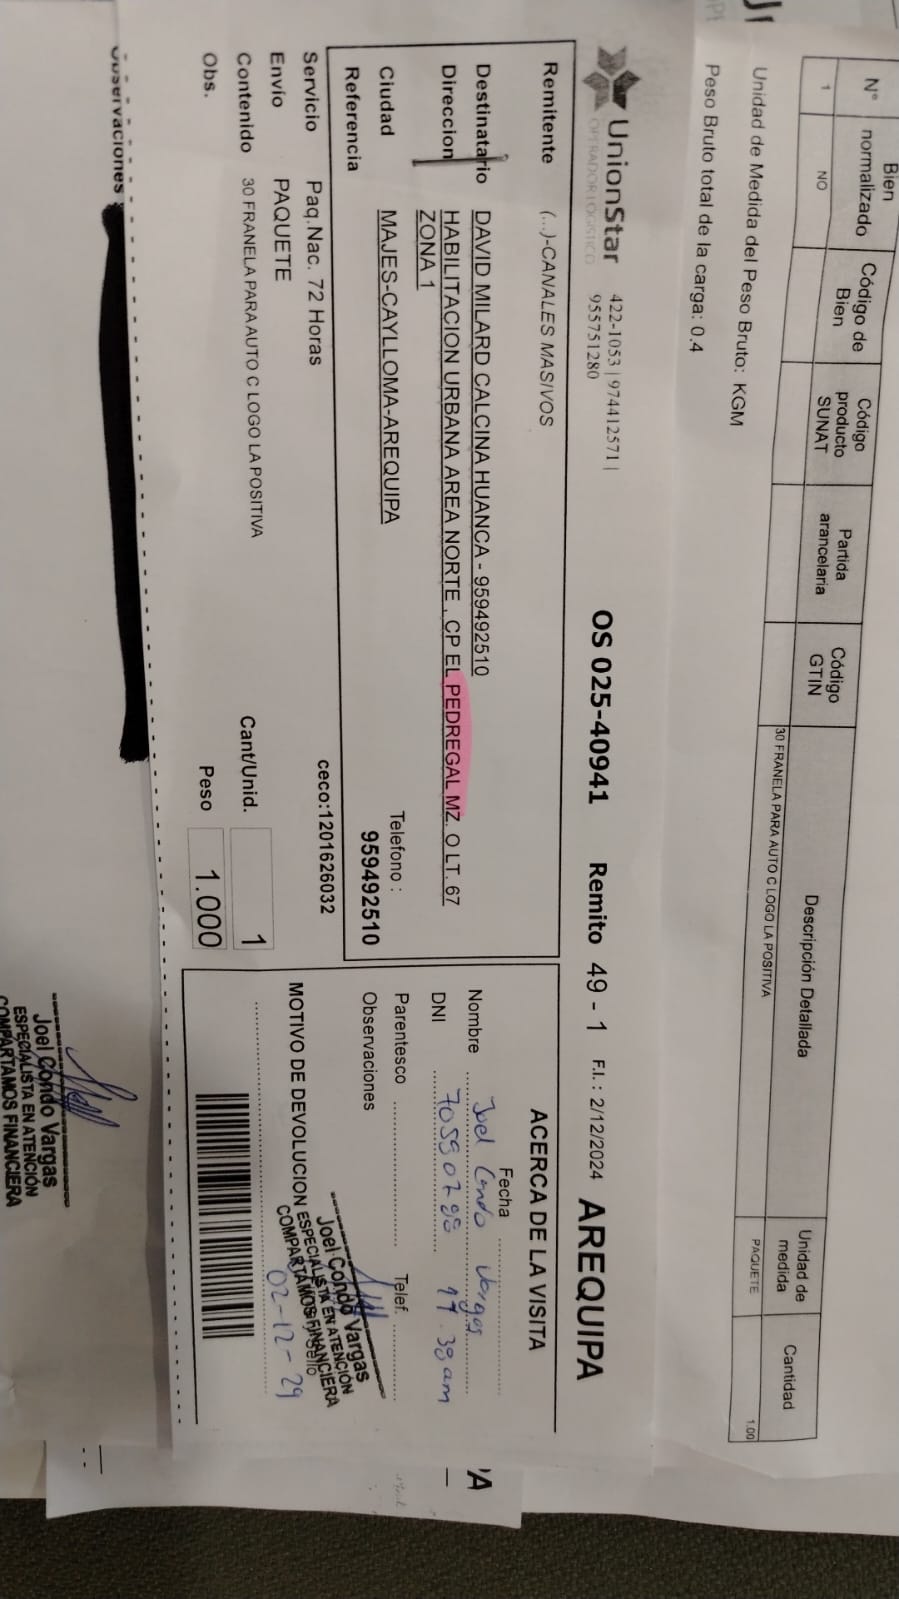 Bien
N° normalizado Código de Bien Código producto SUNAT Partida arancelaria Código GTIN Descripción Detallada Unidad de medida Cantidad
1 NO 30 FRANELA PARA AUTO C LOGO LA POSITIVA PAQUETE 1.00
Unidad de Medida del Peso Bruto: KGM
Peso Bruto total de la carga: 0.4
UnionStar 422-1053 | 974412571 |
OPERADOR LOGISTICO 955751280
OS 025-40941 Remito 49 - 1 F.I.: 2/12/2024 AREQUIPA
Remitente (...)-CANALES MASIVOS
Destinatario DAVID MILARD CALCINA HUANCA - 959492510
Direccion HABILITACION URBANA AREA NORTE , CP EL PEDREGAL MZ. O LT. 67
ZONA 1
Ciudad MAJES-CAYLLOMA-AREQUIPA Telefono :
Referencia 959492510
Servicio Paq.Nac. 72 Horas ceco:1201626032
Envío PAQUETE
Contenido 30 FRANELA PARA AUTO C LOGO LA POSITIVA Cant/Unid. 1
Obs. Peso 1.000
ACERCA DE LA VISITA
Fecha
Nombre Joel Condo Vargas
DNI 70590788 11:38am
Parentesco Telef.
Observaciones
Joel Condo Vargas
ESPECIALISTA EN ATENCIÓN
COMPARTAMOS FINANCIERA
MOTIVO DE DEVOLUCION
02-12-24
Observaciones
Joel Condo Vargas
ESPECIALISTA EN ATENCIÓN
COMPARTAMOS FINANCIERA